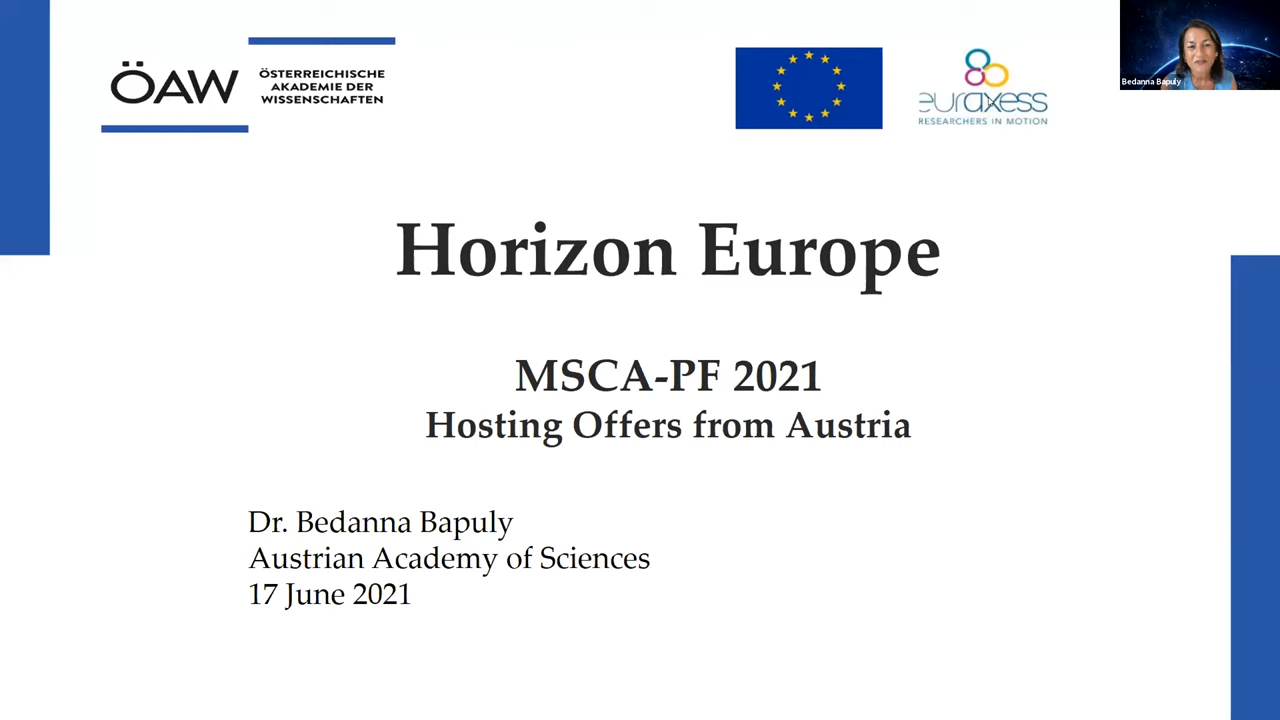 ÖAW
ÖSTERREICHISCHE
AKADEMIE DER
WISSENSCHAFTEN
euraxess
RESEARCHERS IN MOTION
Bedanna Bapuly
Horizon Europe
MSCA-PF 2021
Hosting Offers from Austria
Dr. Bedanna Bapuly
Austrian Academy of Sciences
17 June 2021